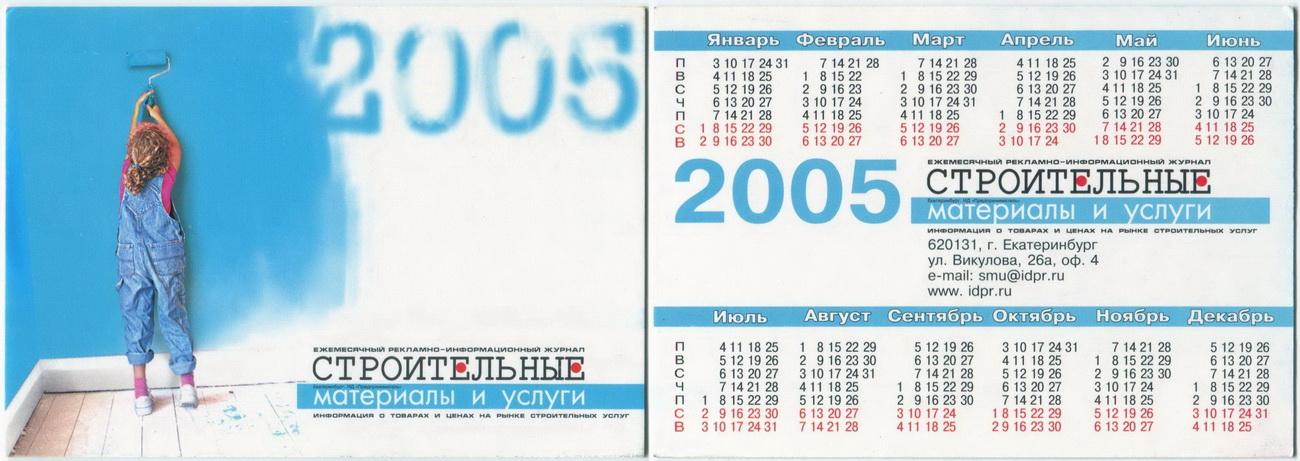 2005
ЕЖЕМЕСЯЧНЫЙ РЕКЛАМНО-ИНФОРМАЦИОННЫЙ ЖУРНАЛ
СТРОИТЕЛЬНЫЕ
Екатеринбург, ИД «Предприниматель»
материалы и услуги
ИНФОРМАЦИЯ О ТОВАРАХ И ЦЕНАХ НА РЫНКЕ СТРОИТЕЛЬНЫХ УСЛУГ
Январь Февраль Март Апрель Май Июнь
П 3 10 17 24 31 7 14 21 28 7 14 21 28 4 11 18 25 2 9 16 23 30 6 13 20 27
В 4 11 18 25 1 8 15 22 1 8 15 22 29 5 12 19 26 3 10 17 24 31 7 14 21 28
С 5 12 19 26 2 9 16 23 2 9 16 23 30 6 13 20 27 4 11 18 25 1 8 15 22 29
Ч 6 13 20 27 3 10 17 24 3 10 17 24 31 7 14 21 28 5 12 19 26 2 9 16 23 30
П 7 14 21 28 4 11 18 25 4 11 18 25 1 8 15 22 29 6 13 20 27 3 10 17 24
С 1 8 15 22 29 5 12 19 26 5 12 19 26 2 9 16 23 30 7 14 21 28 4 11 18 25
В 2 9 16 23 30 6 13 20 27 6 13 20 27 3 10 17 24 1 8 15 22 29 5 12 19 26
2005
ЕЖЕМЕСЯЧНЫЙ РЕКЛАМНО-ИНФОРМАЦИОННЫЙ ЖУРНАЛ
СТРОИТЕЛЬНЫЕ
Екатеринбург, ИД «Предприниматель»
материалы и услуги
ИНФОРМАЦИЯ О ТОВАРАХ И ЦЕНАХ НА РЫНКЕ СТРОИТЕЛЬНЫХ УСЛУГ
620131, г. Екатеринбург
ул. Викулова, 26а, оф. 4
e-mail: smu@idpr.ru
www. idpr.ru
Июль Август Сентябрь Октябрь Ноябрь Декабрь
П 4 11 18 25 1 8 15 22 29 5 12 19 26 3 10 17 24 31 7 14 21 28 5 12 19 26
В 5 12 19 26 2 9 16 23 30 6 13 20 27 4 11 18 25 1 8 15 22 29 6 13 20 27
С 6 13 20 27 3 10 17 24 31 7 14 21 28 5 12 19 26 2 9 16 23 30 7 14 21 28
Ч 7 14 21 28 4 11 18 25 1 8 15 22 29 6 13 20 27 3 10 17 24 1 8 15 22 29
П 1 8 15 22 29 5 12 19 26 2 9 16 23 30 7 14 21 28 4 11 18 25 2 9 16 23 30
С 2 9 16 23 30 6 13 20 27 3 10 17 24 1 8 15 22 29 5 12 19 26 3 10 17 24 31
В 3 10 17 24 31 7 14 21 28 4 11 18 25 2 9 16 23 30 6 13 20 27 4 11 18 25